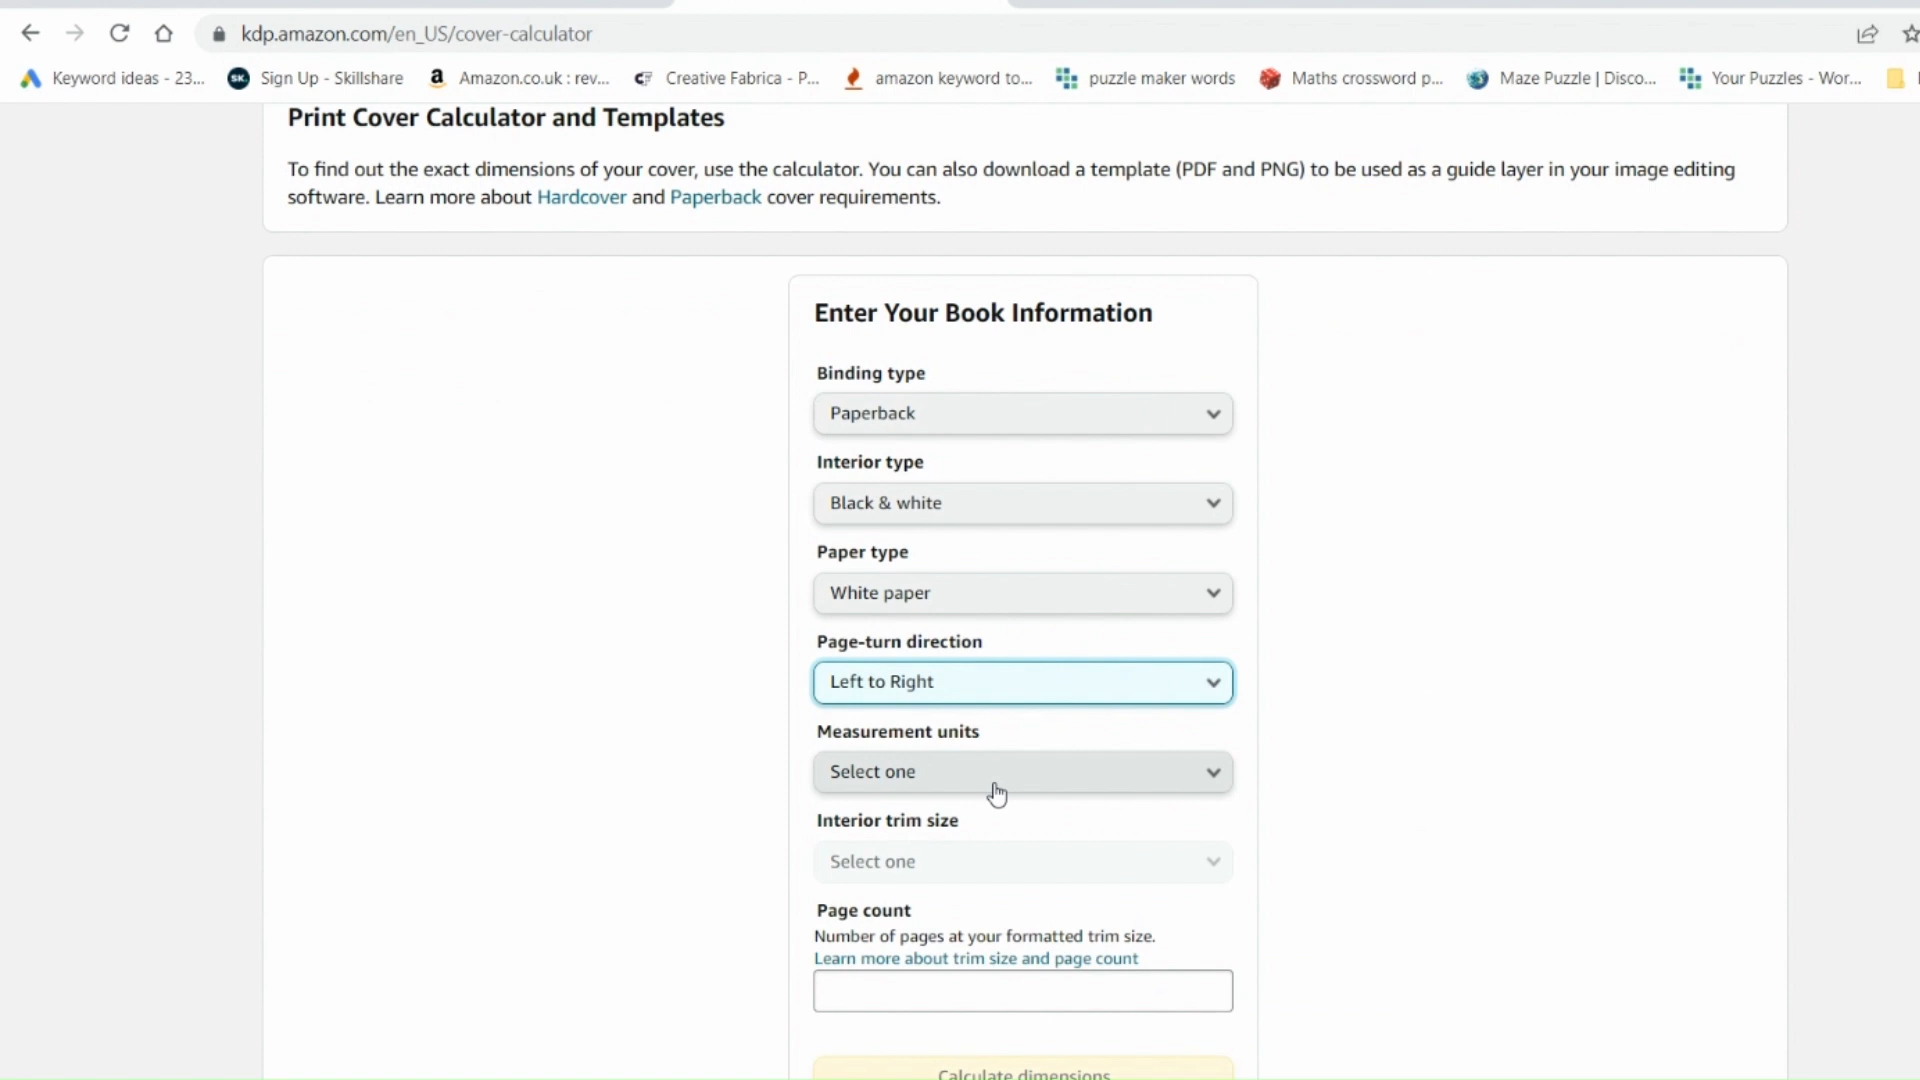 kdp.amazon.com/en_US/cover-calculator
Keyword ideas - 23... Sign Up - Skillshare Amazon.co.uk : rev... Creative Fabrica - P... amazon keyword to... puzzle maker words Maths crossword p... Maze Puzzle | Disco... Your Puzzles - Wor...
Print Cover Calculator and Templates
To find out the exact dimensions of your cover, use the calculator. You can also download a template (PDF and PNG) to be used as a guide layer in your image editing
software. Learn more about Hardcover and Paperback cover requirements.
Enter Your Book Information
Binding type
Paperback
Interior type
Black & white
Paper type
White paper
Page-turn direction
Left to Right
Measurement units
Select one
Interior trim size
Select one
Page count
Number of pages at your formatted trim size.
Learn more about trim size and page count
Calculate dimensions